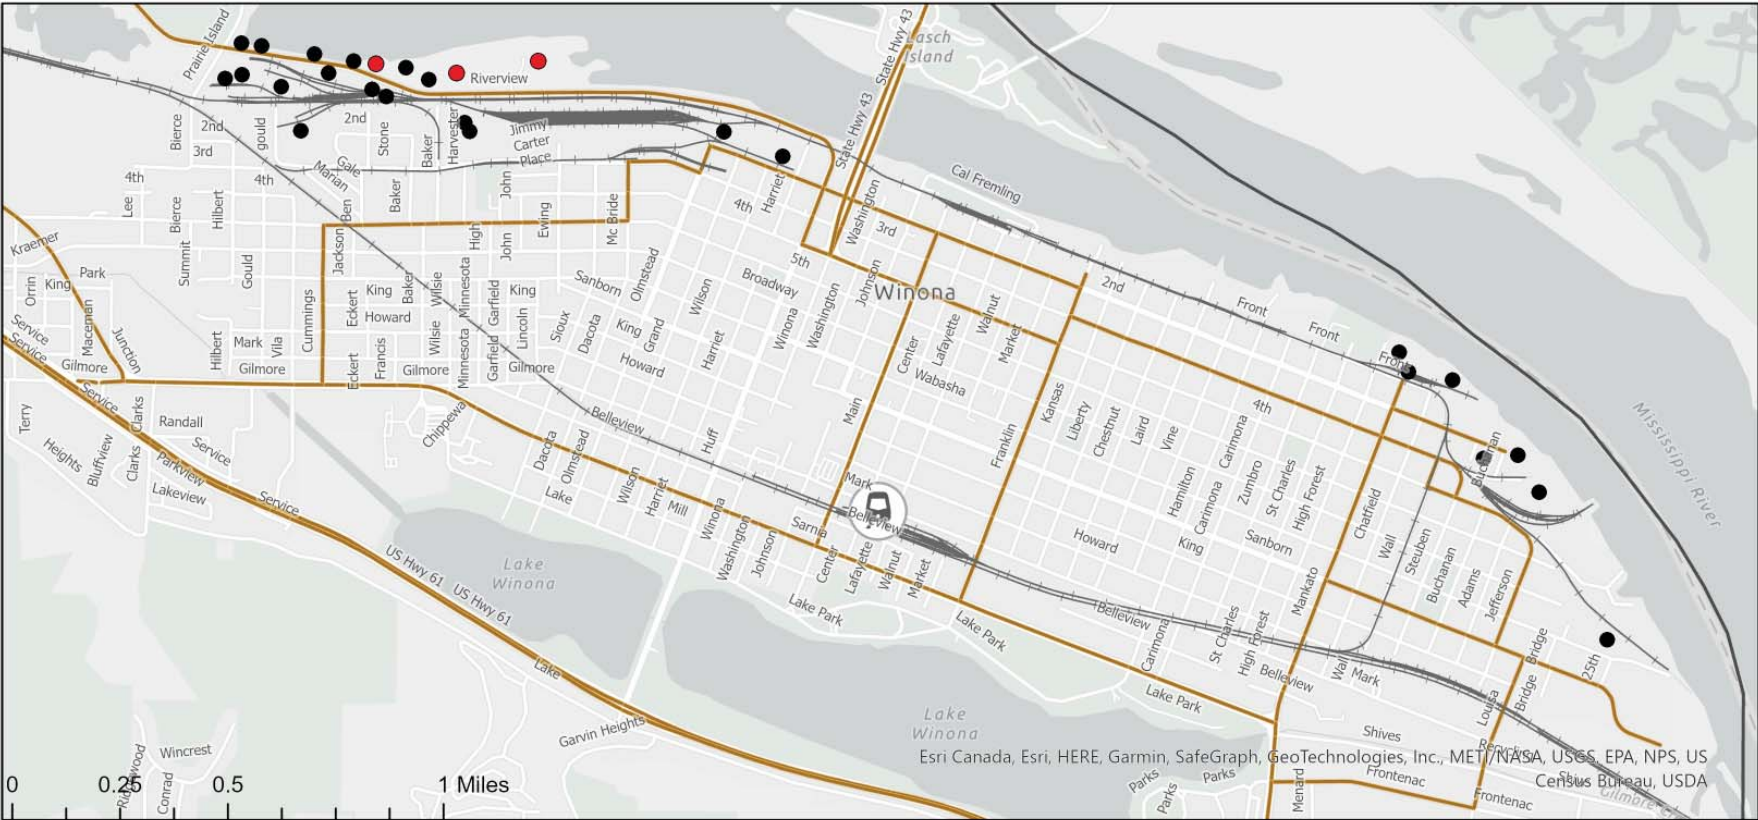 Prairie Island
State Hwy 43
Lasch
Island
Riverview
State Hwy 43
Bierce
2nd
gould
2nd
Stone
Baker
Harvester
Jimmy
Carter
Place
3rd
Gale
Marian
4th
4th
Lee
Bierce
Hilbert
Ben
Baker
John
Ewing
Mc Bride
4th
Harriet
Washington
Cal Fremling
3rd
Kraemer
Summit
Gould
Jackson
High
John
Olmstead
5th
Park
King
Orrin
Maceman
Cummings
Eckert
King
Baker
Wilsie
Minnesota
Garfield
King
Sanborn
Wilson
Broadway
Johnson
Winona
2nd
Front
Front
Front
Howard
Lincoln
Sioux
Dacota
King
Grand
Winona
Washington
Walnut
Lafayette
Market
Service
Service
Junction
Hilbert
Mark
Vila
Wilsie
Francis
Eckert
Minnesota
Garfield
Harriet
Center
Wabasha
Gilmore
Gilmore
Gilmore
Gilmore
Howard
Service
Clarks
Randall
Chippewa
Belleview
Main
Kansas
4th
Terry
Heights
Bluffview
Clarks
Service
Parkview
Lakeview
Service
Dacota
Olmstead
Huff
Franklin
Liberty
Chestnut
Laird
Vine
Carimona
Lake
Wilson
Harriet
Mill
Winona
Washington
Johnson
Mark
Belleview
Sarnia
Hamilton
Carimona
Zumbro
St Charles
High Forest
Chatfield
Wall
Mississippi River
Center
Lafayette
Walnut
Market
Howard
King
Sanborn
Steuben
Buchanan
Adams
Jefferson
US Hwy 61
US Hwy 61
Lake
Winona
Lake Park
Lake Park
Belleview
Carimona
St Charles
High Forest
Mankato
Belleview
Wall
Mark
Bridge
25th
Bridge
Louisa
Lake
Lake Park
Garvin Heights
Lake
Winona
Shives
Recycling
Esri Canada, Esri, HERE, Garmin, SafeGraph, GeoTechnologies, Inc., METI/NASA, USGS, EPA, NPS, US
Census Bureau, USDA
Wincrest
Conrad
Parks
Parks
Parks
Menard
Frontenac
Frontenac
0 0.25 0.5 1 Miles